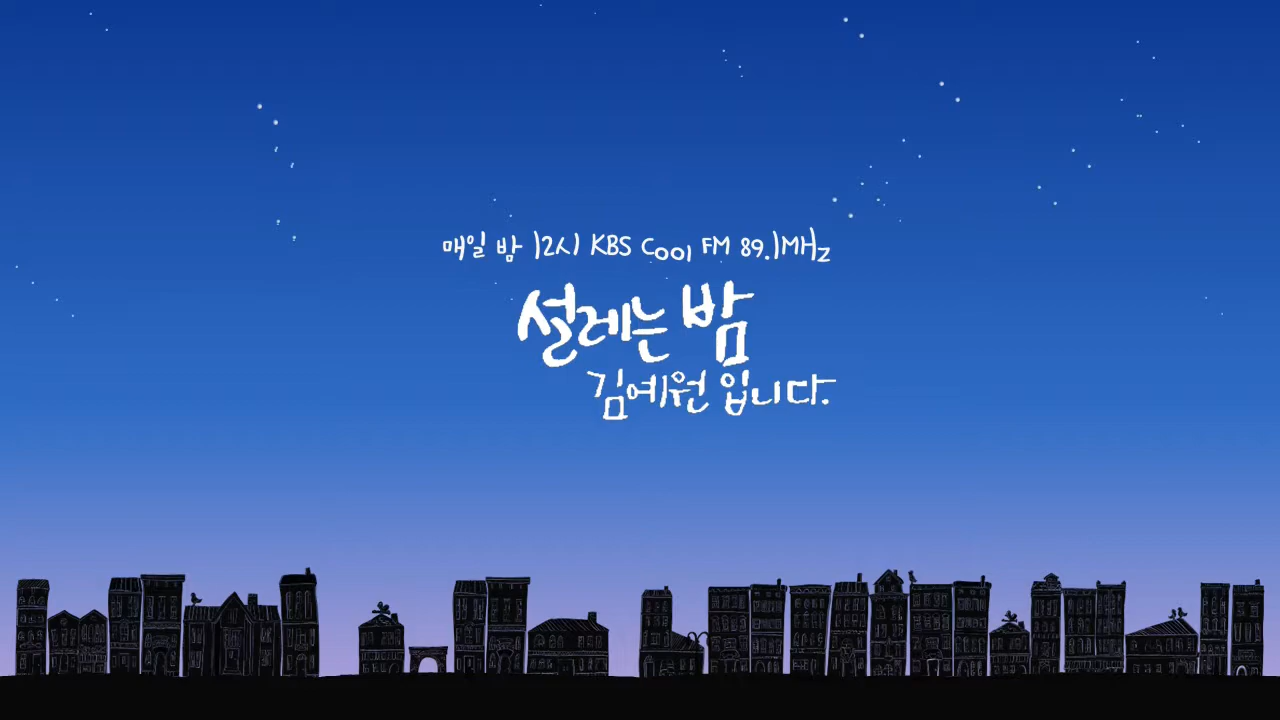 매일 밤 12시 KBS Cool FM 89.1MHz
설레는 밤
김예원 입니다.